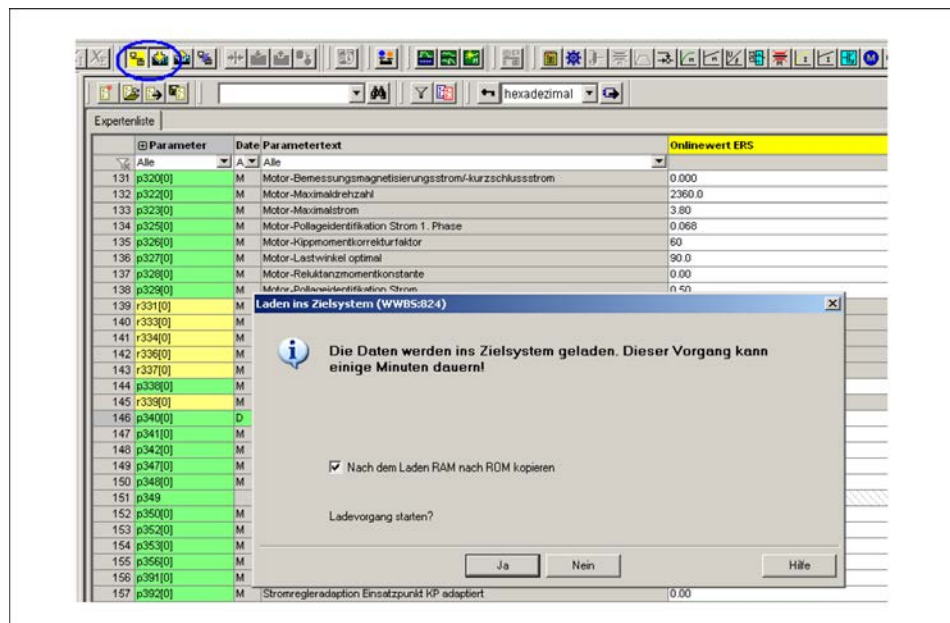 hexadezimal
Expertenliste
Parameter Date Parametertext Onlinewert ERS
Alle A Alle
131 p320[0] M Motor-Bemessungsmagnetisierungsstrom/-kurzschlussstrom 0.000
132 p322[0] M Motor-Maximaldrehzahl 2360.0
133 p323[0] M Motor-Maximalstrom 3.80
134 p325[0] M Motor-Pollageidentifikation Strom 1. Phase 0.068
135 p326[0] M Motor-Kippmomentkorrekturfaktor 60
136 p327[0] M Motor-Lastwinkel optimal 90.0
137 p328[0] M Motor-Reluktanzmomentkonstante 0.00
138 p329[0] M Motor-Pollageidentifikation Strom 0.50
139 r331[0] M
140 r333[0] M
141 r334[0] M
142 r336[0] M
143 r337[0] M
144 p338[0] M
145 r339[0] M
146 p340[0] D
147 p341[0] M
148 p342[0] M
149 p347[0] M
150 p348[0] M
151 p349
152 p350[0] M
153 p352[0] M
154 p353[0] M
155 p356[0] M
156 p391[0] M
157 p392[0] M Stromregleradaption Einsatzpunkt KP adaptiert 0.00
Laden ins Zielsystem (WWBS:824)
Die Daten werden ins Zielsystem geladen. Dieser Vorgang kann
einige Minuten dauern!
Nach dem Laden RAM nach ROM kopieren
Ladevorgang starten?
Ja Nein Hilfe